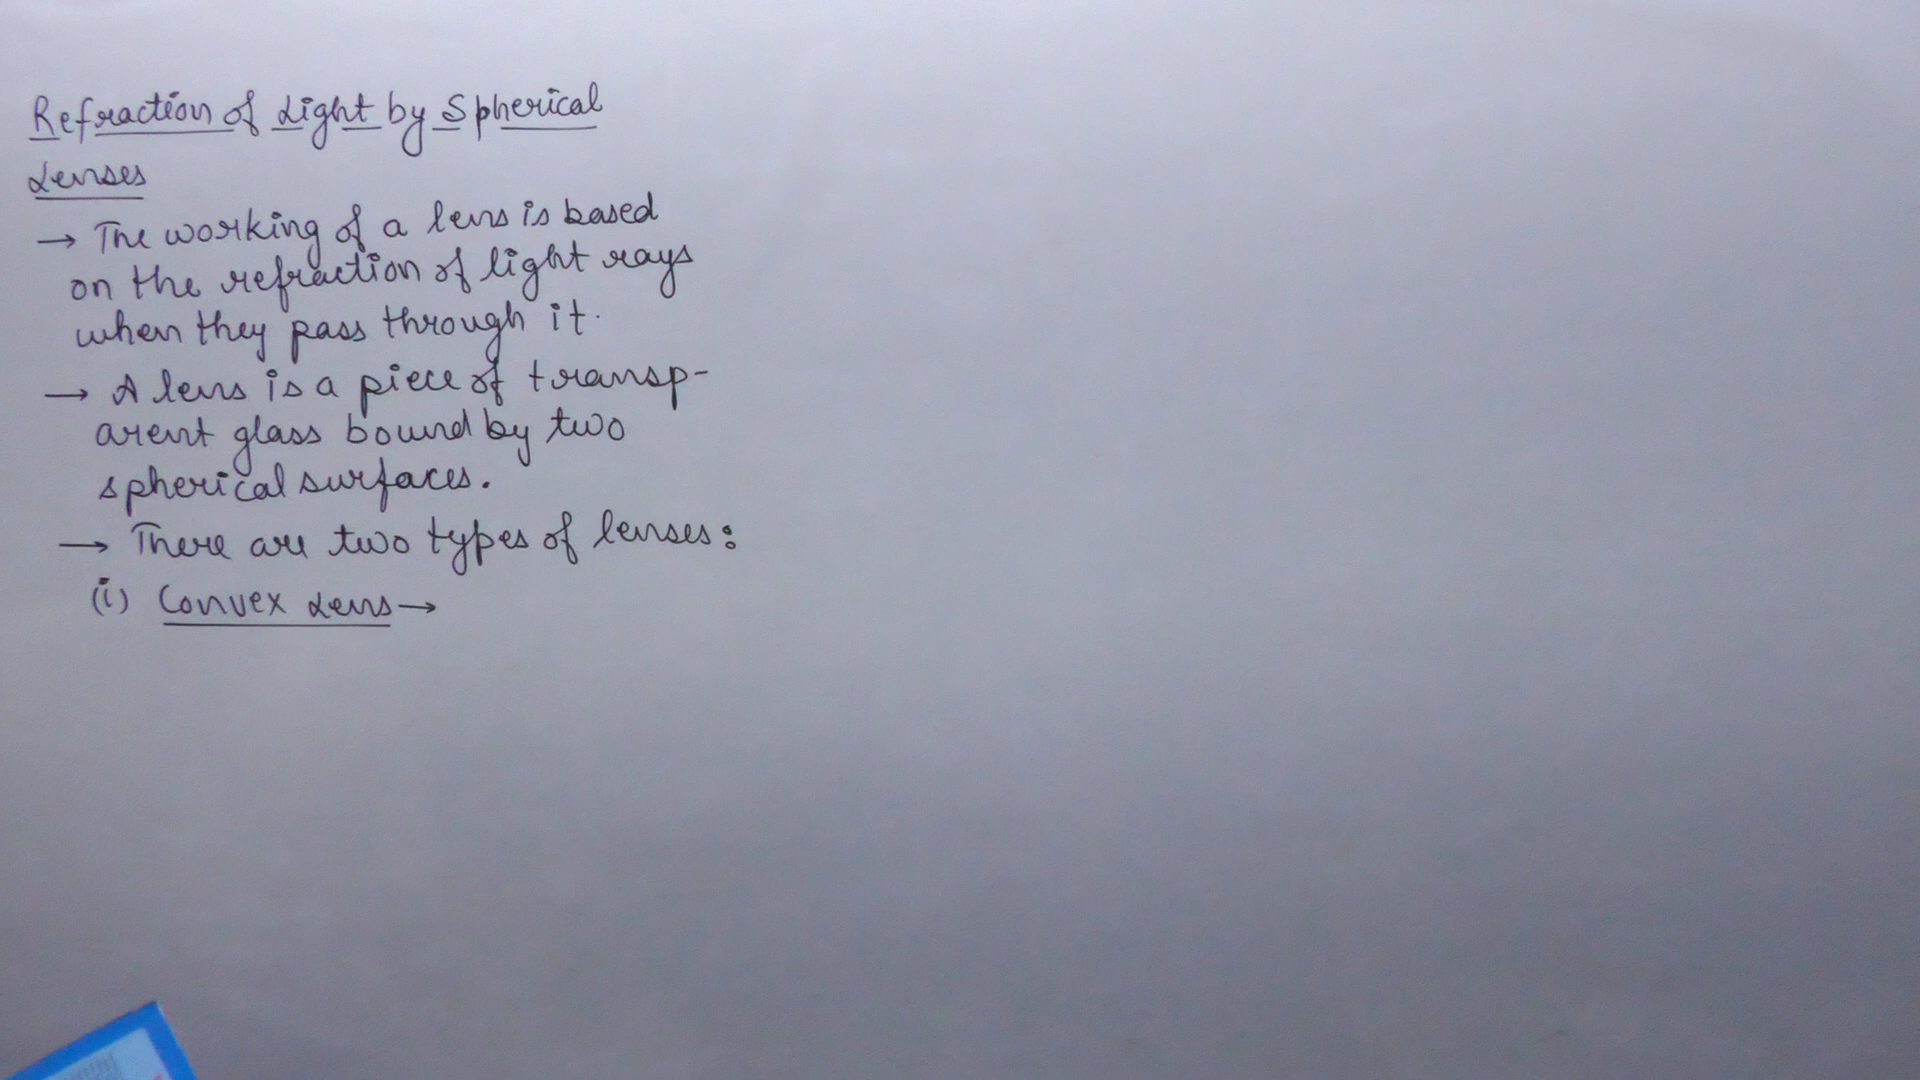 Refraction of Light by Spherical
Lenses
→ The working of a lens is based
on the refraction of light rays
when they pass through it.
→ A lens is a piece of transp-
arent glass bound by two
spherical surfaces.
→ There are two types of lenses:
(i) Convex Lens →